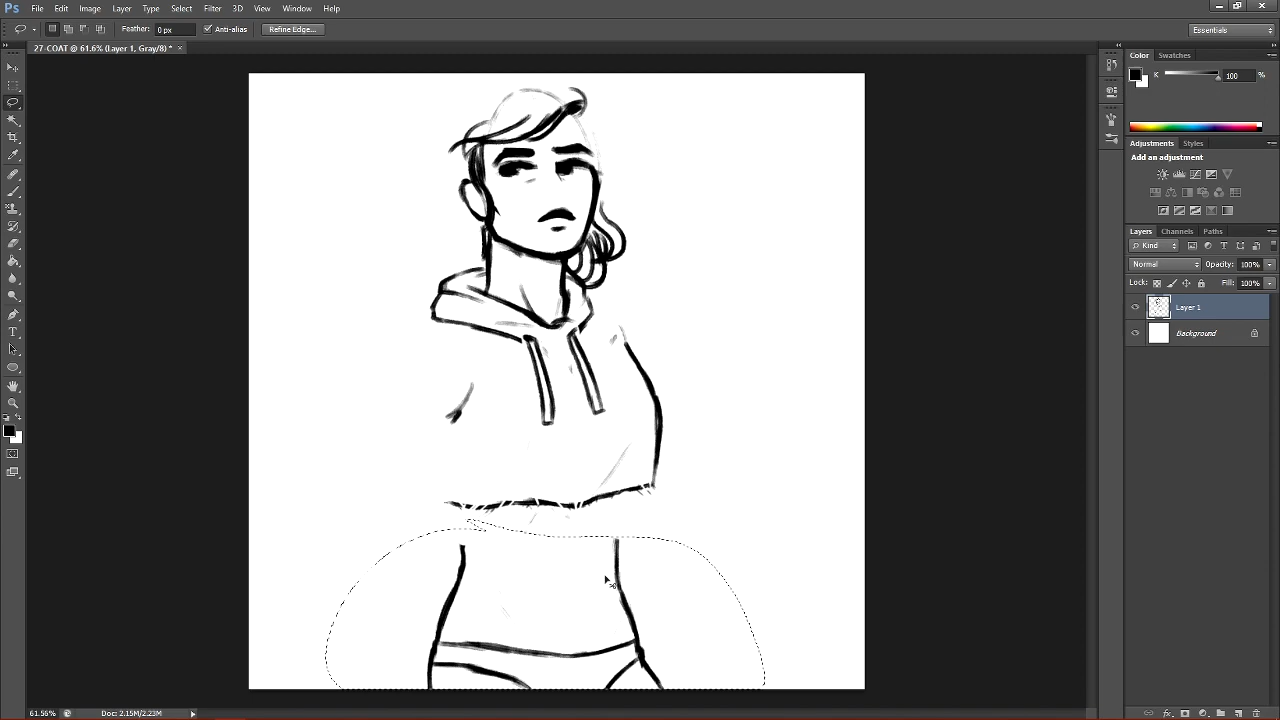 Ps File Edit Image Layer Type Select Filter 3D View Window Help
Feather: 0 px Anti-alias Refine Edge... Essentials
27-COAT @ 61.6% (Layer 1, Gray/8) * ×
Color Swatches
K 100 %
Adjustments Styles
Add an adjustment
Layers Channels Paths
Kind
Normal Opacity: 100%
Lock: Fill: 100%
Layer 1
Background
61.56% Doc: 2.15M/2.23M